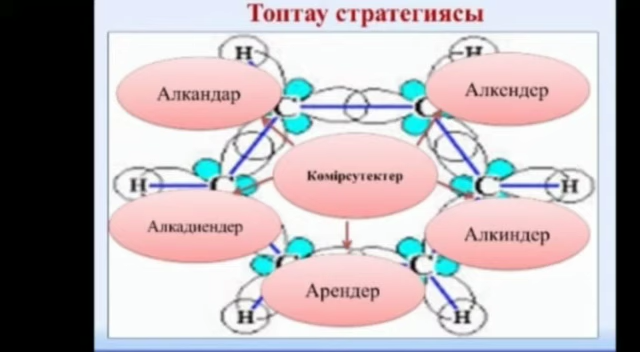 Топтау стратегиясы
H
H
Алкандар
Алкендер
C
C
Көмірсутектер
H
C
C
H
Алкадиендер
Алкиндер
C
C
Арендер
H
H